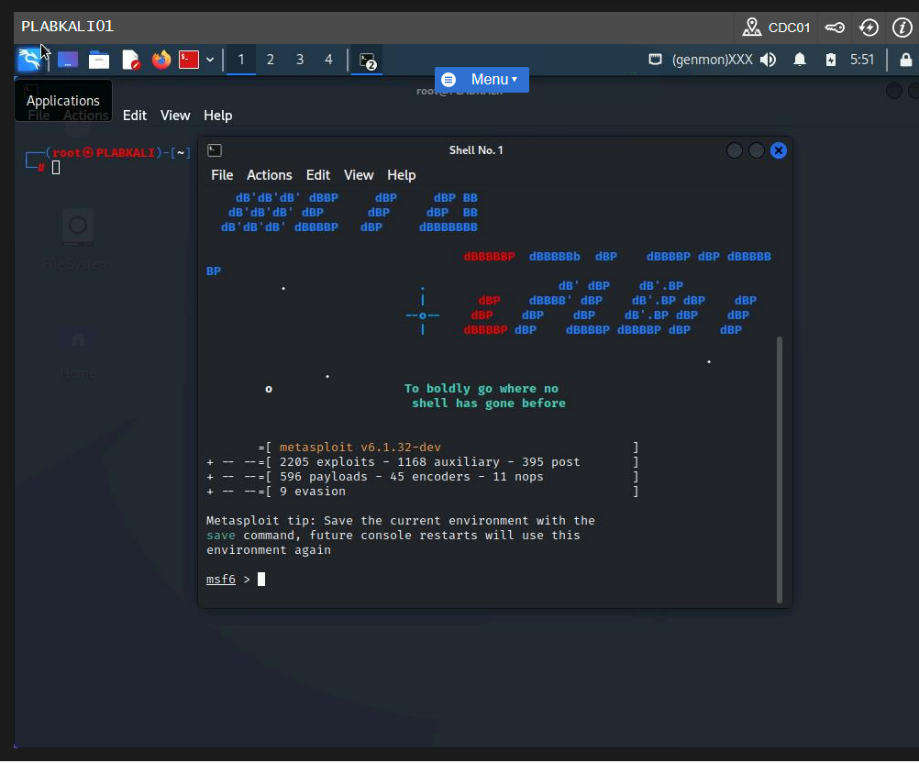 PLABKALI01
CDC01
1 2 3 4
2
(genmon)XXX
5:51
Menu
Applications
File Actions Edit View Help
(root㉿PLABKALI)-[~]
#
Shell No. 1
File Actions Edit View Help
dB'dB'dB' dBBP dBP dBP BB
dB'dB'dB' dBP dBP dBP BB
dB'dB'dB' dBBBBP dBP dBBBBBBB
dBBBBBP dBBBBBb dBP dBBBBP dBP dBBBBBB
BP
. . dB' dBP dB'.BP
| dBP dBBBB' dBP dB'.BP dBP dBP
--o-- dBP dBP dBP dB'.BP dBP dBP
| dBBBBP dBP dBBBBP dBBBBP dBP dBP
.
.
o To boldly go where no
shell has gone before
=[ metasploit v6.1.32-dev ]
+ -- --=[ 2205 exploits - 1168 auxiliary - 395 post ]
+ -- --=[ 596 payloads - 45 encoders - 11 nops ]
+ -- --=[ 9 evasion ]
Metasploit tip: Save the current environment with the
save command, future console restarts will use this
environment again
msf6 >
File System
Home